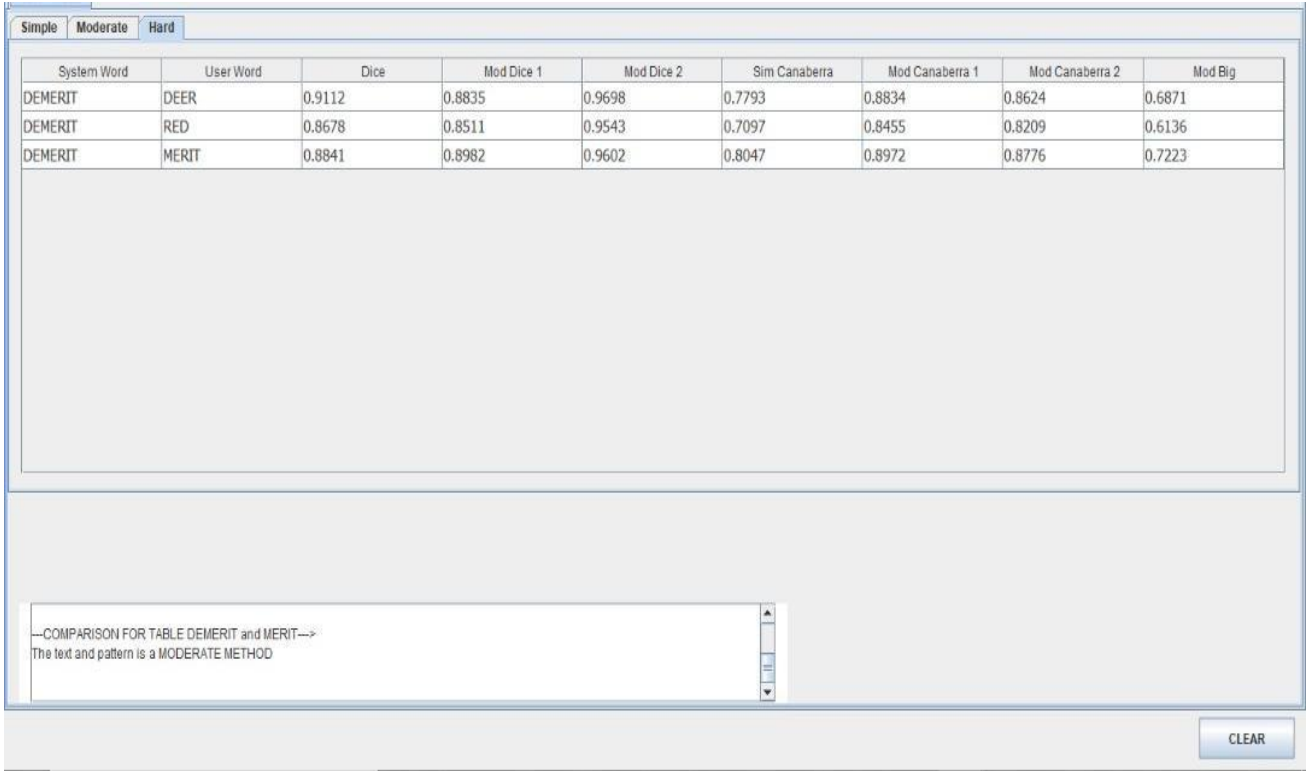 Simple Moderate Hard
System Word User Word Dice Mod Dice 1 Mod Dice 2 Sim Canaberra Mod Canaberra 1 Mod Canaberra 2 Mod Big
DEMERIT DEER 0.9112 0.8835 0.9698 0.7793 0.8834 0.8624 0.6871
DEMERIT RED 0.8678 0.8511 0.9543 0.7097 0.8455 0.8209 0.6136
DEMERIT MERIT 0.8841 0.8982 0.9602 0.8047 0.8972 0.8776 0.7223
---COMPARISON FOR TABLE DEMERIT and MERIT--->
The text and pattern is a MODERATE METHOD
CLEAR